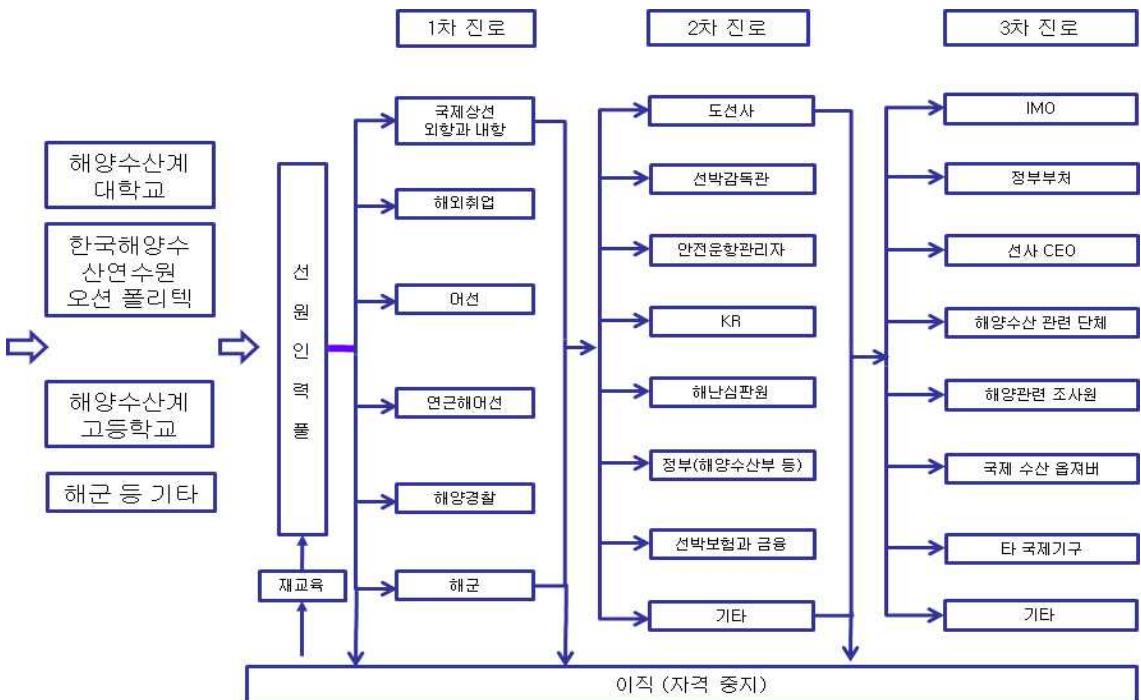 1차 진로
2차 진로
3차 진로
해양수산계
대학교
한국해양수
산연수원
오션 폴리텍
해양수산계
고등학교
해군 등 기타
선
원
인
력
풀
재교육
국제상선
외항과 내항
해외취업
어선
연근해어선
해양경찰
해군
도선사
선박감독관
안전운항관리자
KR
해난심판원
정부(해양수산부 등)
선박보험과 금융
기타
IMO
정부부처
선사 CEO
해양수산 관련 단체
해양관련 조사원
국제 수산 옵져버
타 국제기구
기타
이직 (자격 중지)